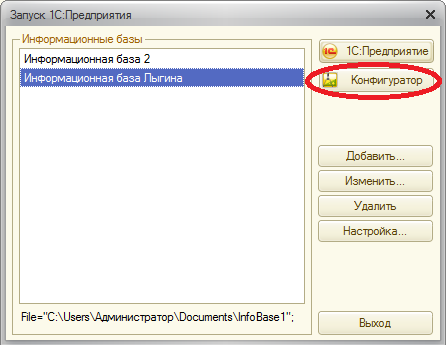 Запуск 1С:Предприятия
Информационные базы
Информационная база 2
Информационная база Лыгина
1С:Предприятие
Конфигуратор
Добавить...
Изменить...
Удалить
Настройка...
File="C:\Users\Администратор\Documents\InfoBase1";
Выход